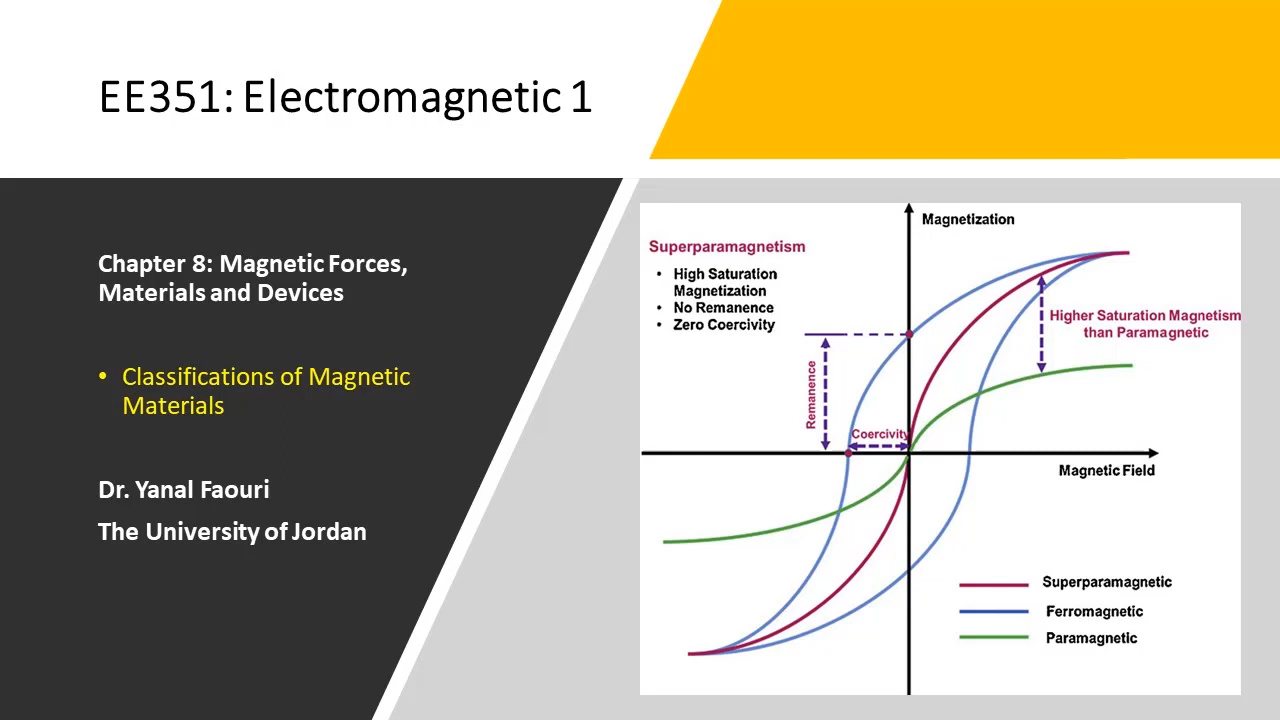 EE351: Electromagnetic 1
Chapter 8: Magnetic Forces,
Materials and Devices
• Classifications of Magnetic
Materials
Dr. Yanal Faouri
The University of Jordan
Magnetization
Superparamagnetism
• High Saturation
Magnetization
• No Remanence
• Zero Coercivity
Higher Saturation Magnetism
than Paramagnetic
Remanence
Coercivity
Magnetic Field
Superparamagnetic
Ferromagnetic
Paramagnetic